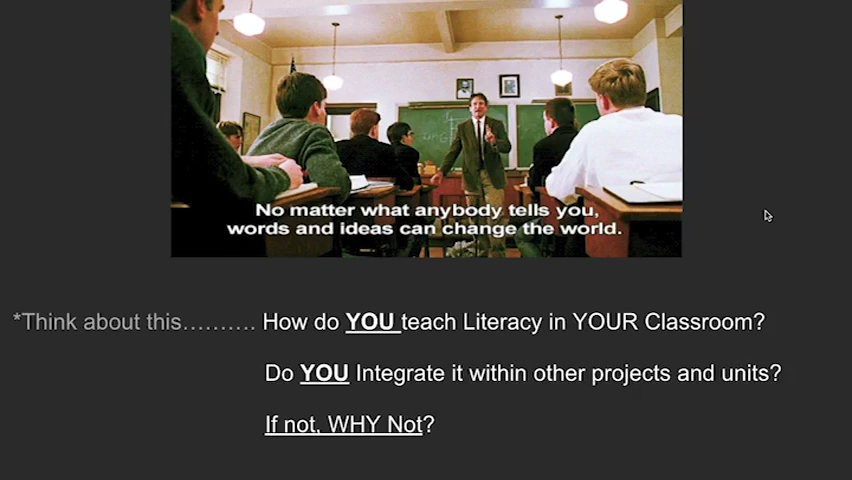 No matter what anybody tells you,
words and ideas can change the world.
*Think about this………. How do YOU teach Literacy in YOUR Classroom?
Do YOU Integrate it within other projects and units?
If not, WHY Not?